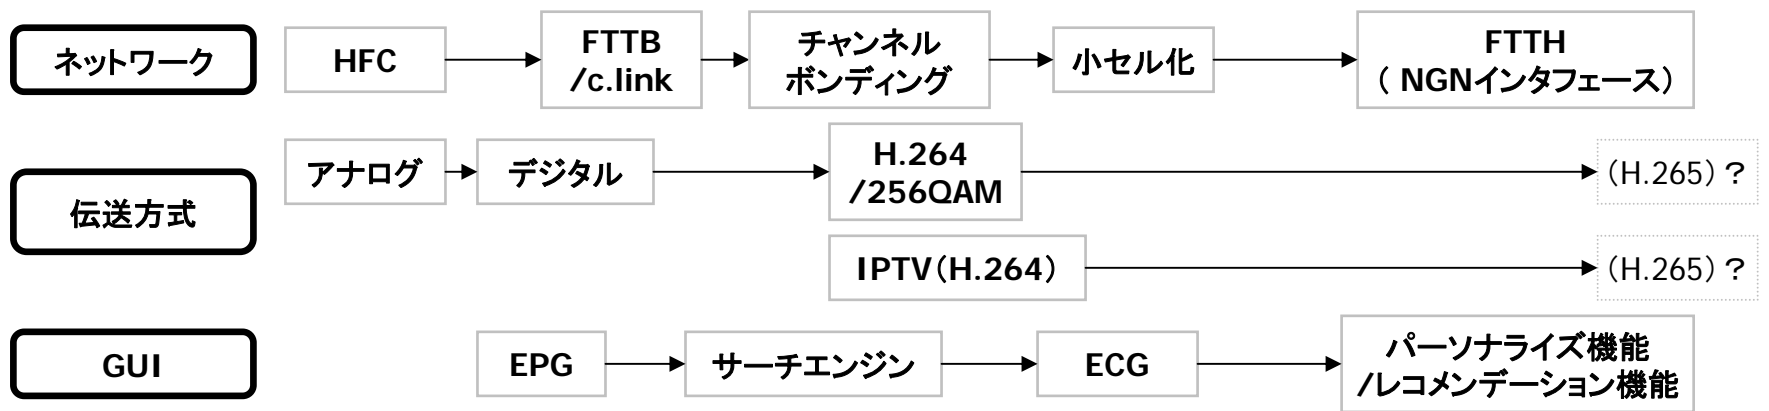 ネットワーク
HFC
FTTB
/c.link
チャンネル
ボンディング
小セル化
FTTH
( NGNインタフェース)
伝送方式
アナログ
デジタル
H.264
/256QAM
(H.265)?
IPTV(H.264)
(H.265)?
GUI
EPG
サーチエンジン
ECG
パーソナライズ機能
/レコメンデーション機能